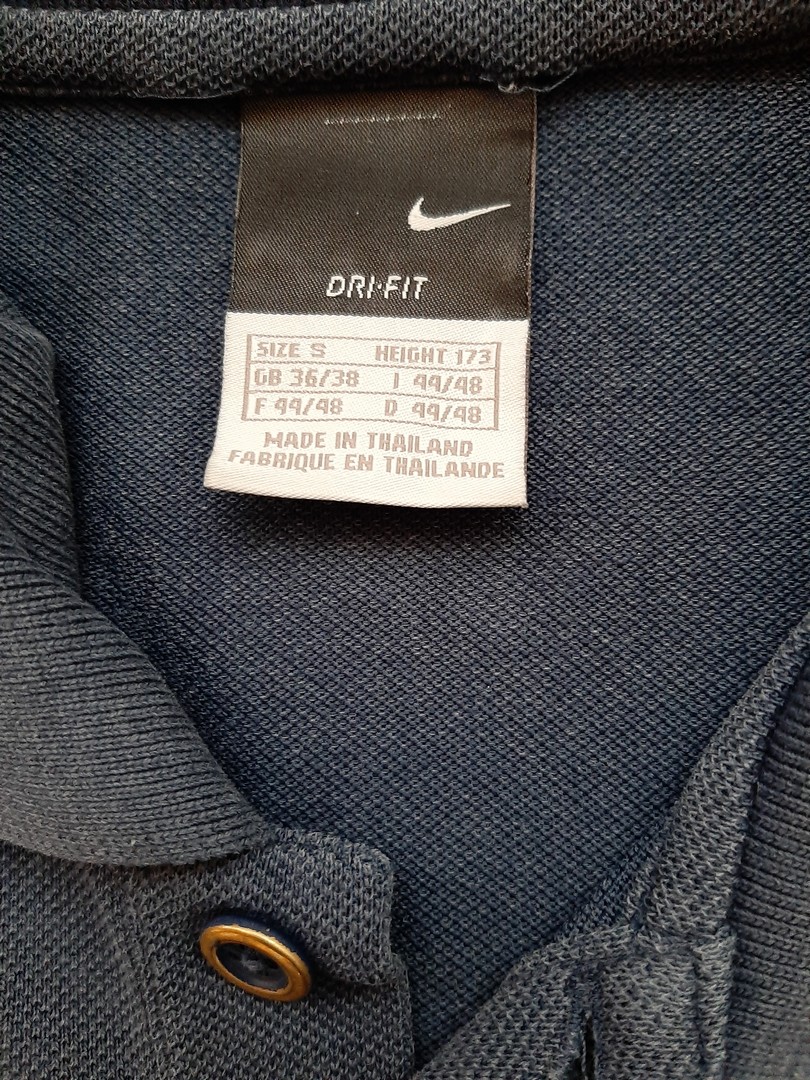 DRI-FIT
SIZE S HEIGHT 173
GB 36/38 I 44/48
F 44/48 D 44/48
MADE IN THAILAND
FABRIQUE EN THAILANDE